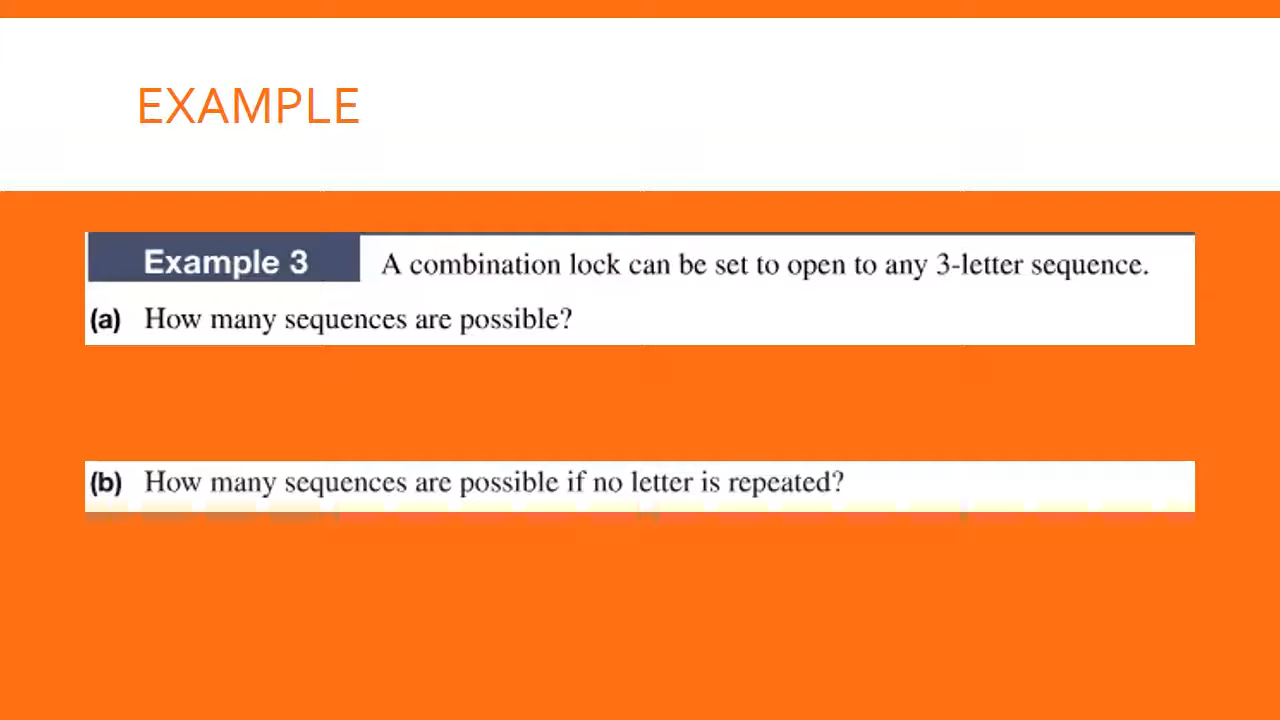 EXAMPLE
Example 3 A combination lock can be set to open to any 3-letter sequence.
(a) How many sequences are possible?
(b) How many sequences are possible if no letter is repeated?